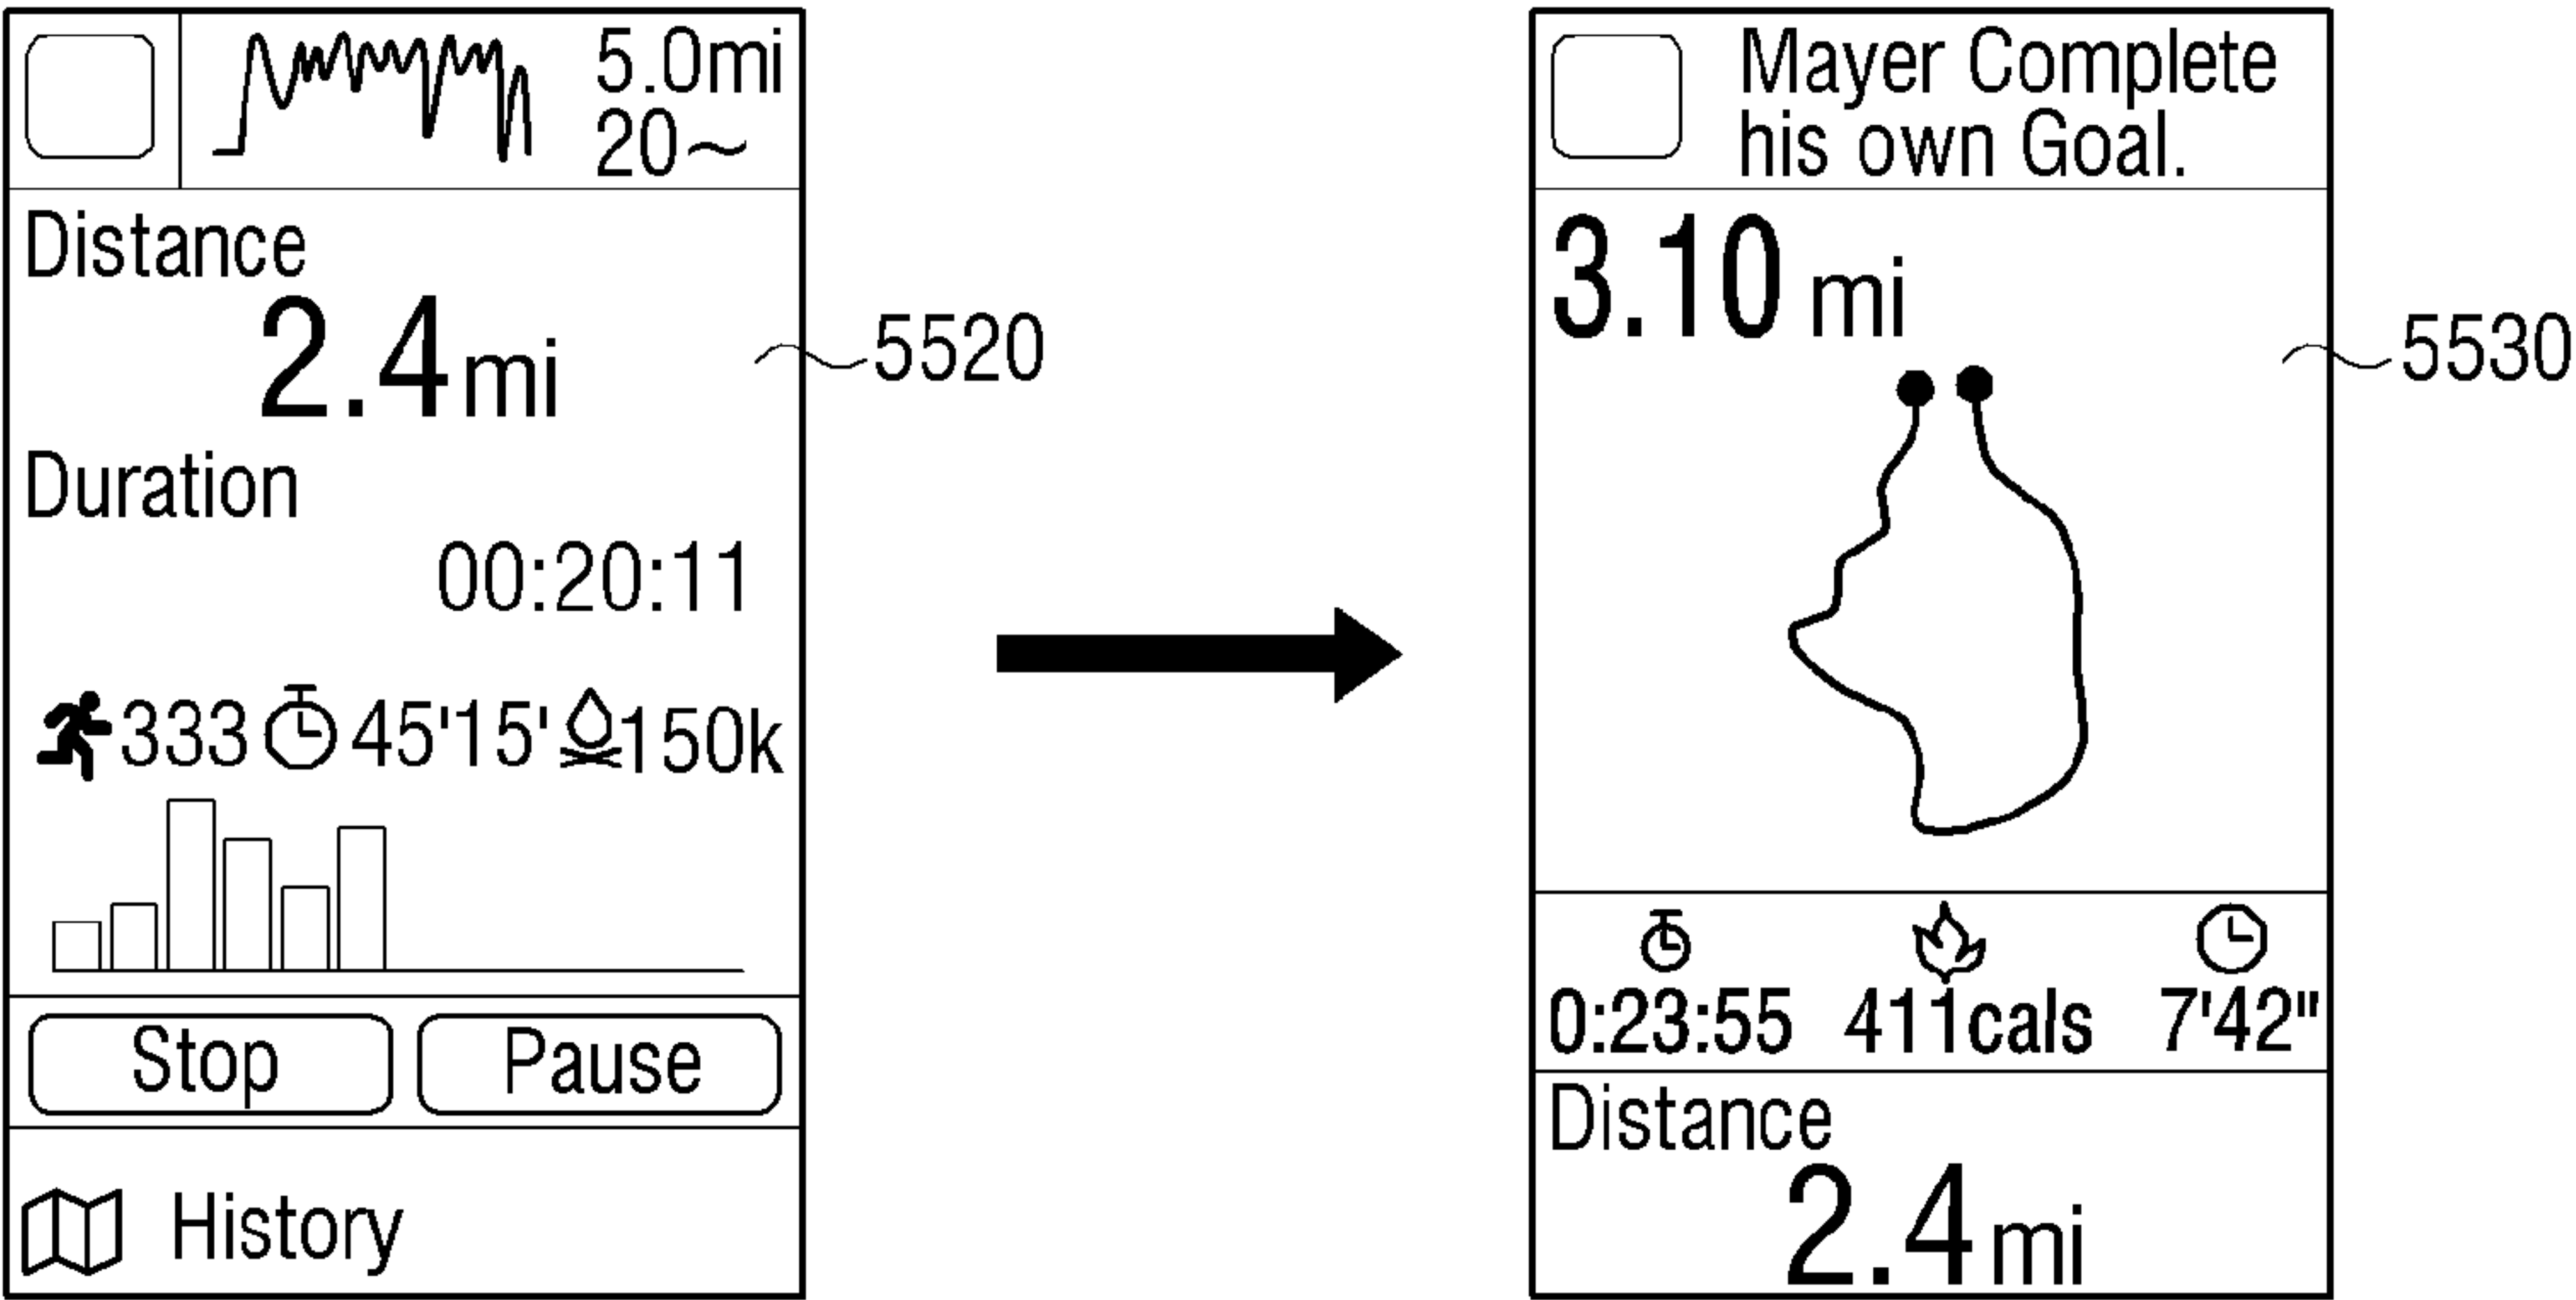 5.0mi
20~
Distance
2.4mi
Duration
00:20:11
333 45'15' 150k
Stop Pause
History
5520
Mayer Complete
his own Goal.
3.10 mi
0:23:55 411cals 7'42"
Distance
2.4mi
5530